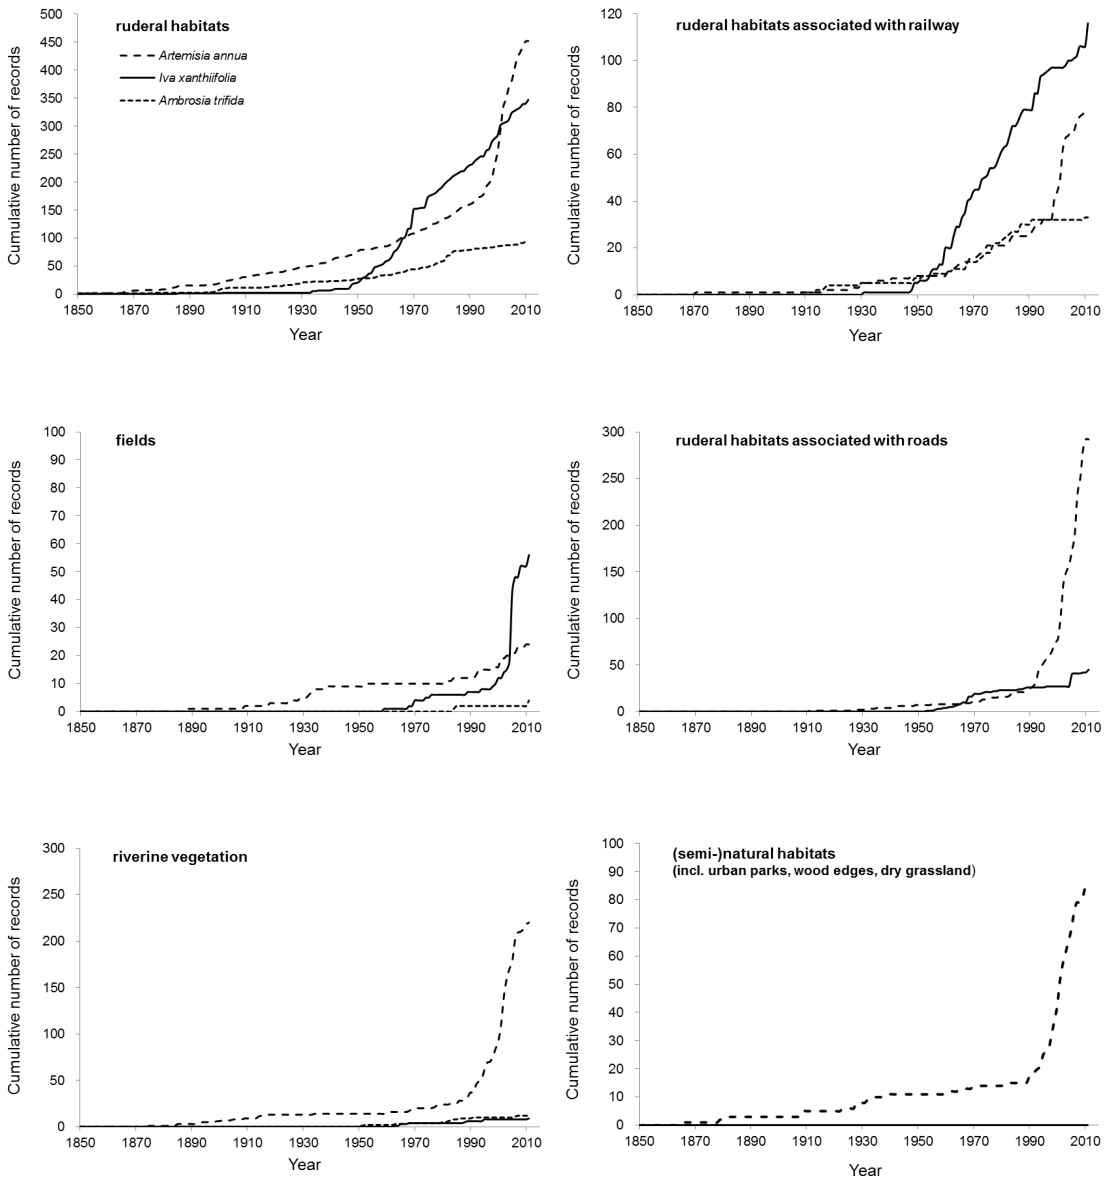 ruderal habitats
Artemisia annua
Iva xanthiifolia
Ambrosia trifida
Cumulative number of records
500
450
400
350
300
250
200
150
100
50
0
1850 1870 1890 1910 1930 1950 1970 1990 2010
Year
ruderal habitats associated with railway
Cumulative number of records
120
100
80
60
40
20
0
1850 1870 1890 1910 1930 1950 1970 1990 2010
Year
fields
Cumulative number of records
100
90
80
70
60
50
40
30
20
10
0
1850 1870 1890 1910 1930 1950 1970 1990 2010
Year
ruderal habitats associated with roads
Cumulative number of records
300
250
200
150
100
50
0
1850 1870 1890 1910 1930 1950 1970 1990 2010
Year
riverine vegetation
Cumulative number of records
300
250
200
150
100
50
0
1850 1870 1890 1910 1930 1950 1970 1990 2010
Year
(semi-)natural habitats
(incl. urban parks, wood edges, dry grassland)
Cumulative number of records
100
90
80
70
60
50
40
30
20
10
0
1850 1870 1890 1910 1930 1950 1970 1990 2010
Year